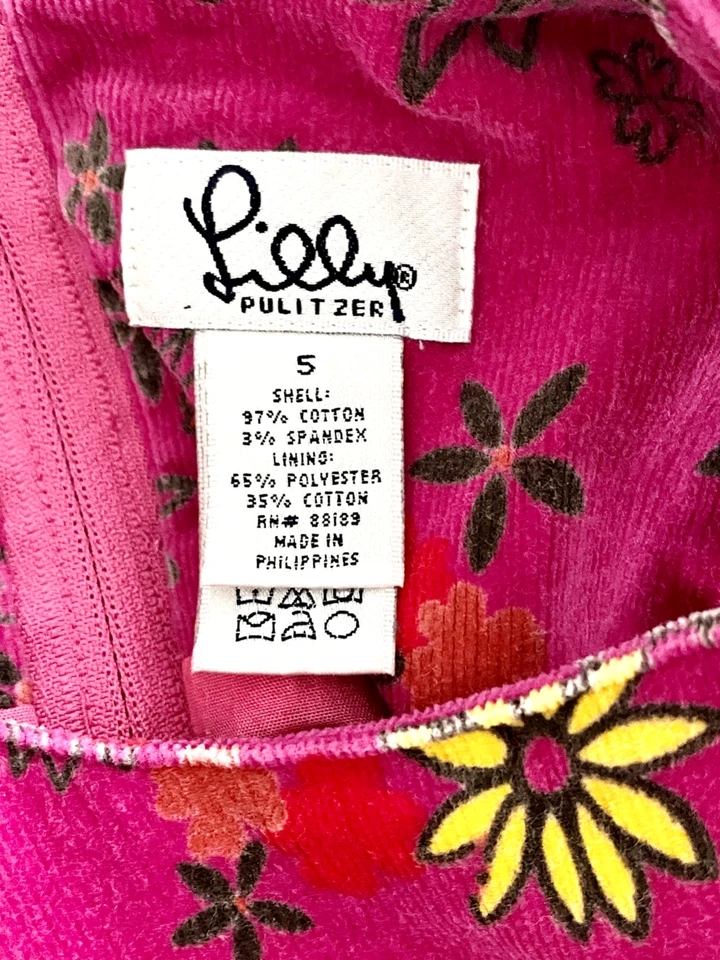 Lilly®
PULITZER
5
SHELL:
97% COTTON
3% SPANDEX
LINING:
65% POLYESTER
35% COTTON
RN# 88189
MADE IN
PHILIPPINES